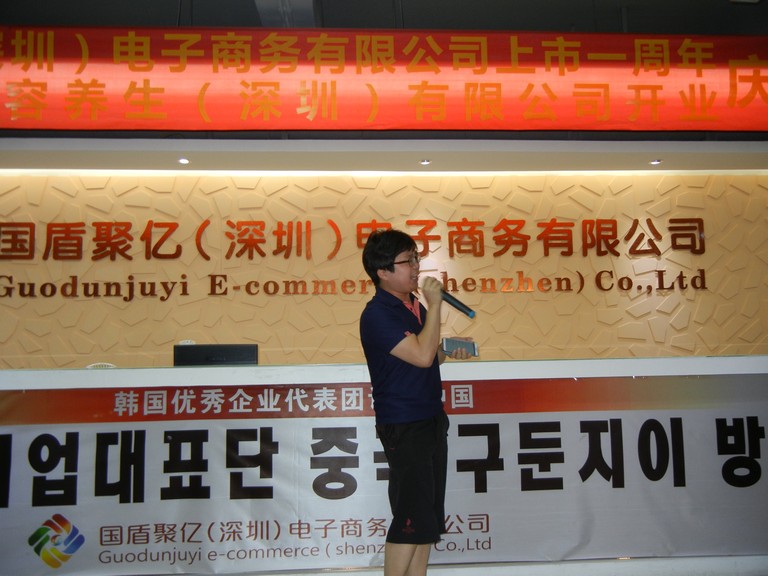 圳）电子商务有限公司上市一周年
容养生（深圳）有限公司开业
庆
国盾聚亿（深圳）电子商务有限公司
Guodunjuyi E-commer henzhen) Co.,Ltd
韩国优秀企业代表团 中国
업대표단 중 구둔지이 방
国盾聚亿(深圳)电子商务 公司
Guodunjuyi e-commerce ( shenz Co.,Ltd